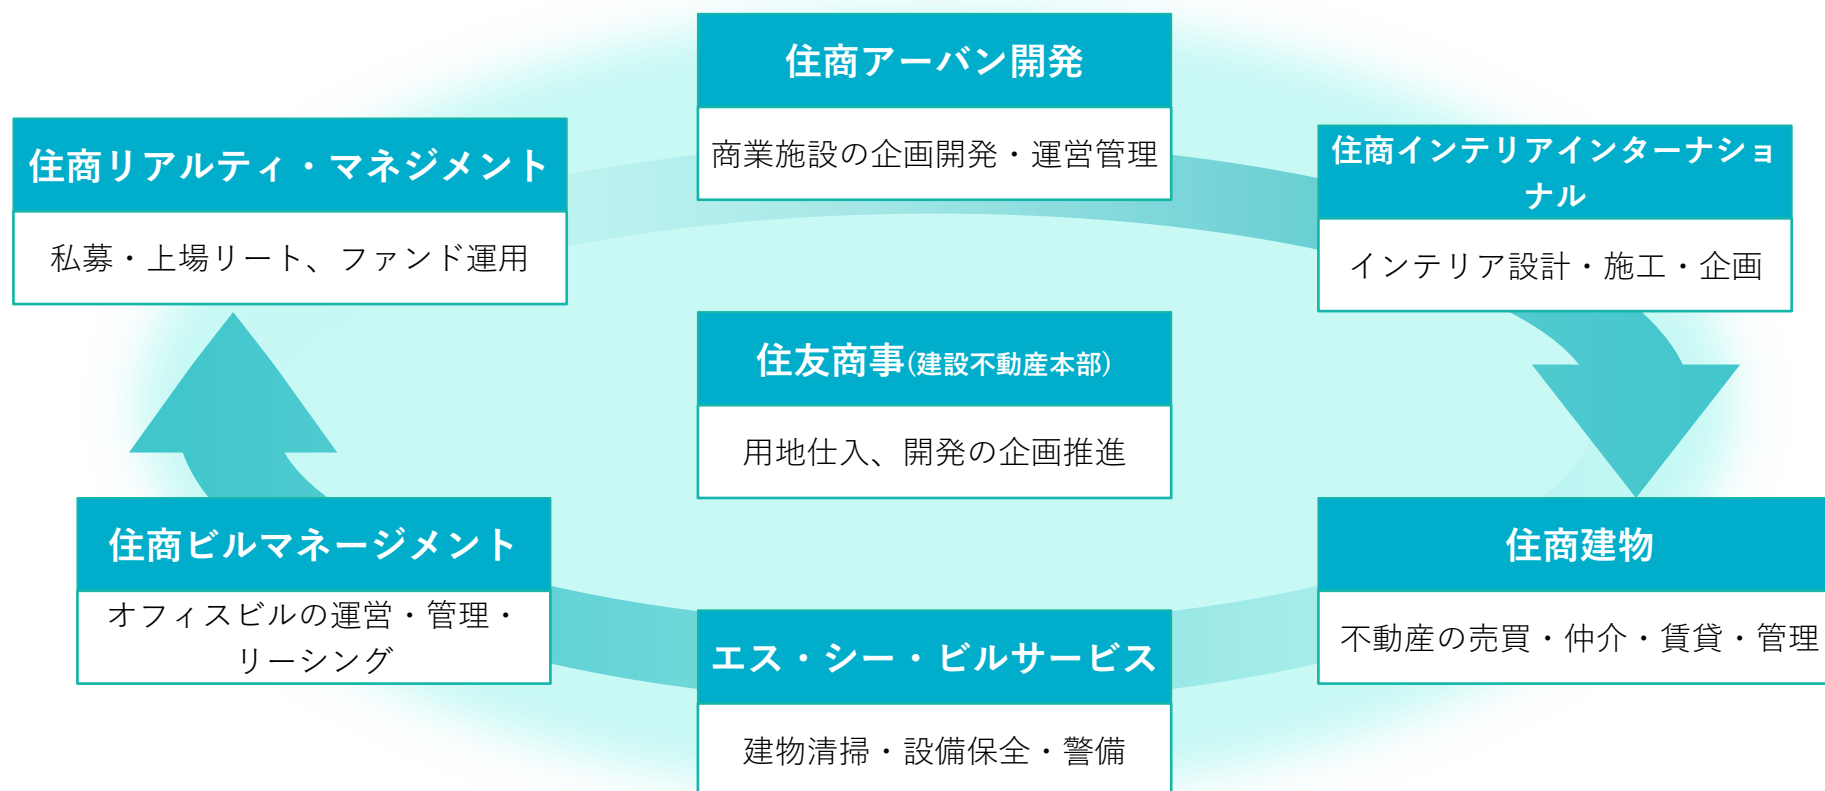 住商アーバン開発
商業施設の企画開発・運営管理
住商リアルティ・マネジメント
私募・上場リート、ファンド運用
住商インテリアインターナショ
ナル
インテリア設計・施工・企画
住友商事(建設不動産本部)
用地仕入、開発の企画推進
住商ビルマネージメント
オフィスビルの運営・管理・
リーシング
エス・シー・ビルサービス
建物清掃・設備保全・警備
住商建物
不動産の売買・仲介・賃貸・管理